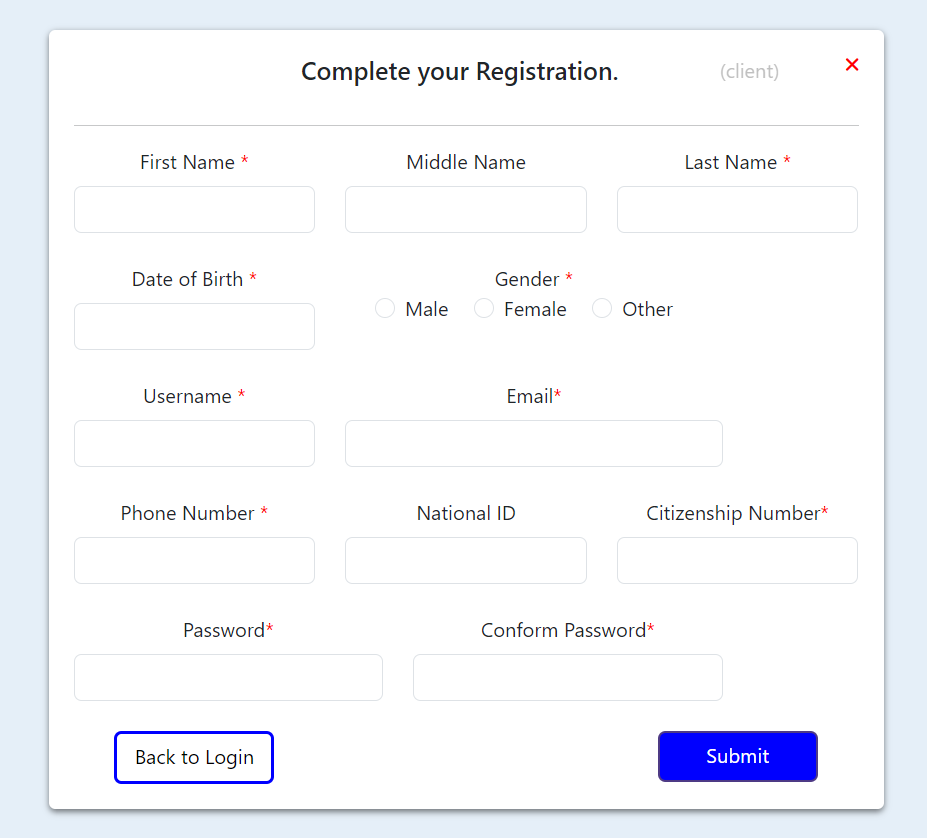 Complete your Registration. (client) ×
First Name * Middle Name Last Name *
Date of Birth * Gender *
Male Female Other
Username * Email*
Phone Number * National ID Citizenship Number*
Password* Conform Password*
Back to Login Submit